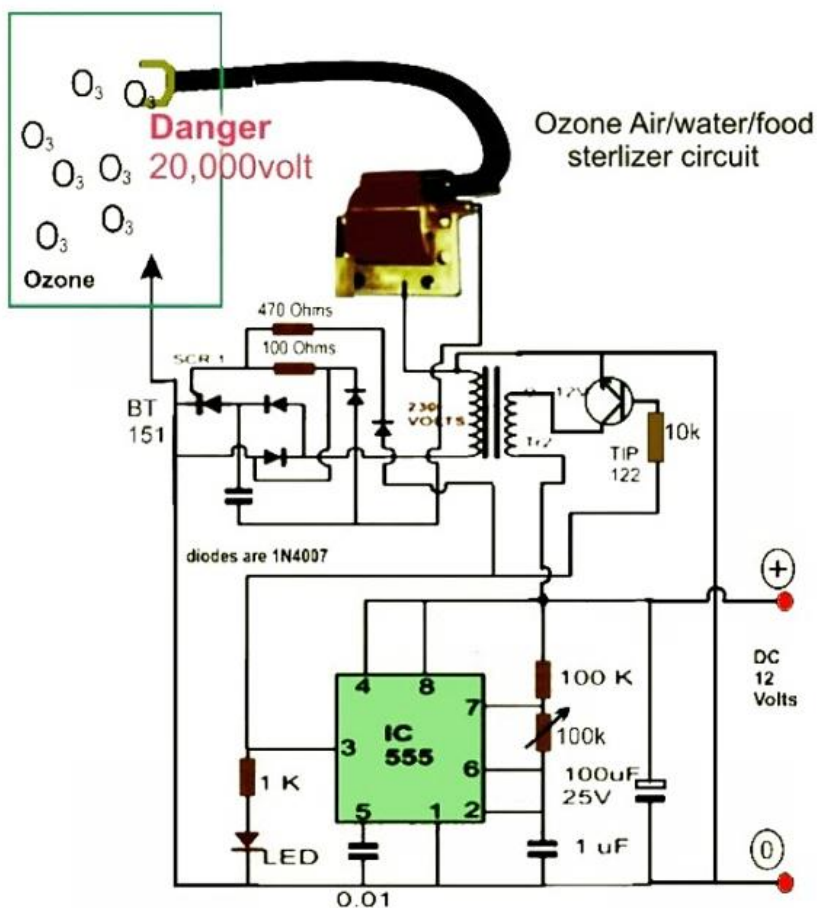 O3
O3
O3
O3
O3
O3
O3
Danger
20,000volt
Ozone
Ozone Air/water/food
sterlizer circuit
470 Ohms
100 Ohms
SCR 1
BT
151
230
VOLTS
12V
Tr2
TIP
122
10k
diodes are 1N4007
+
DC
12
Volts
4
8
7
100 K
IC
555
3
100k
6
1 K
5
1
2
100uF
25V
LED
1 uF
0
0.01